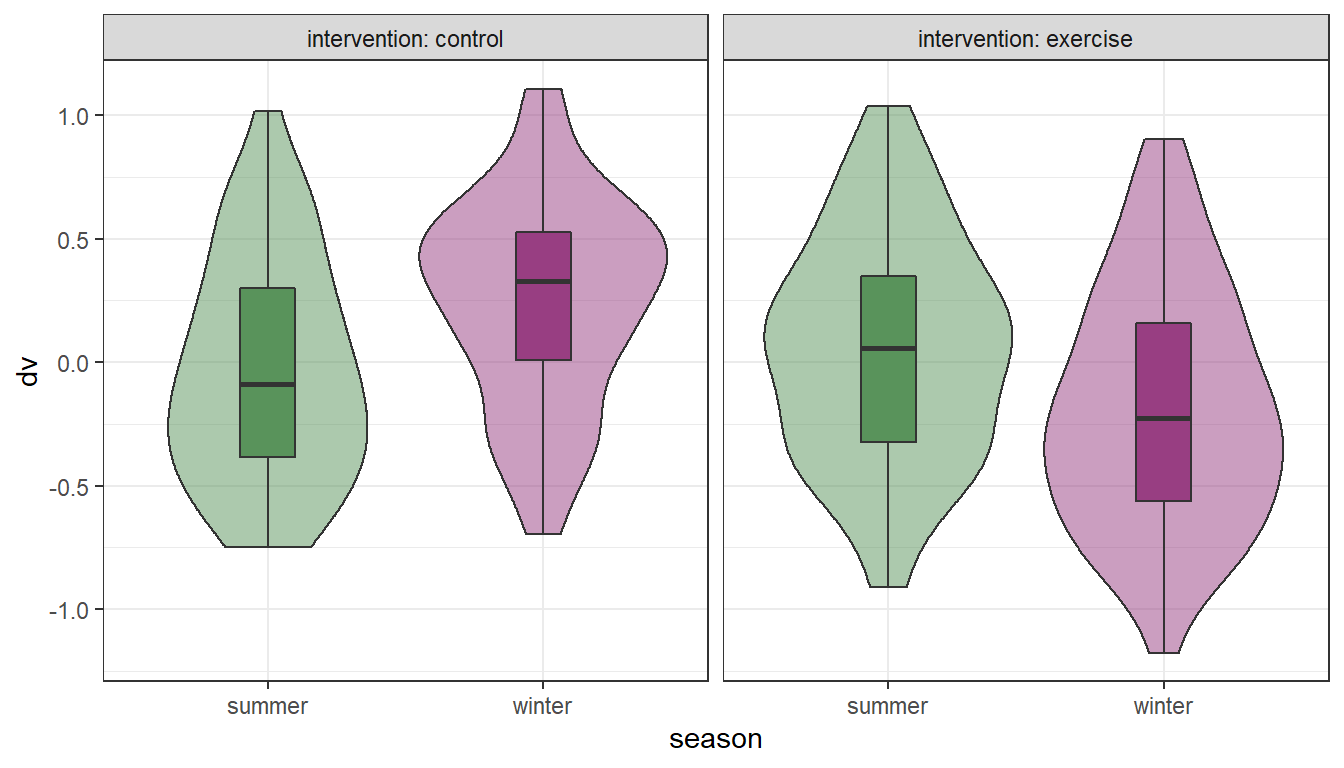 intervention: control
intervention: exercise
dv
1.0
0.5
0.0
-0.5
-1.0
summer
winter
summer
winter
season